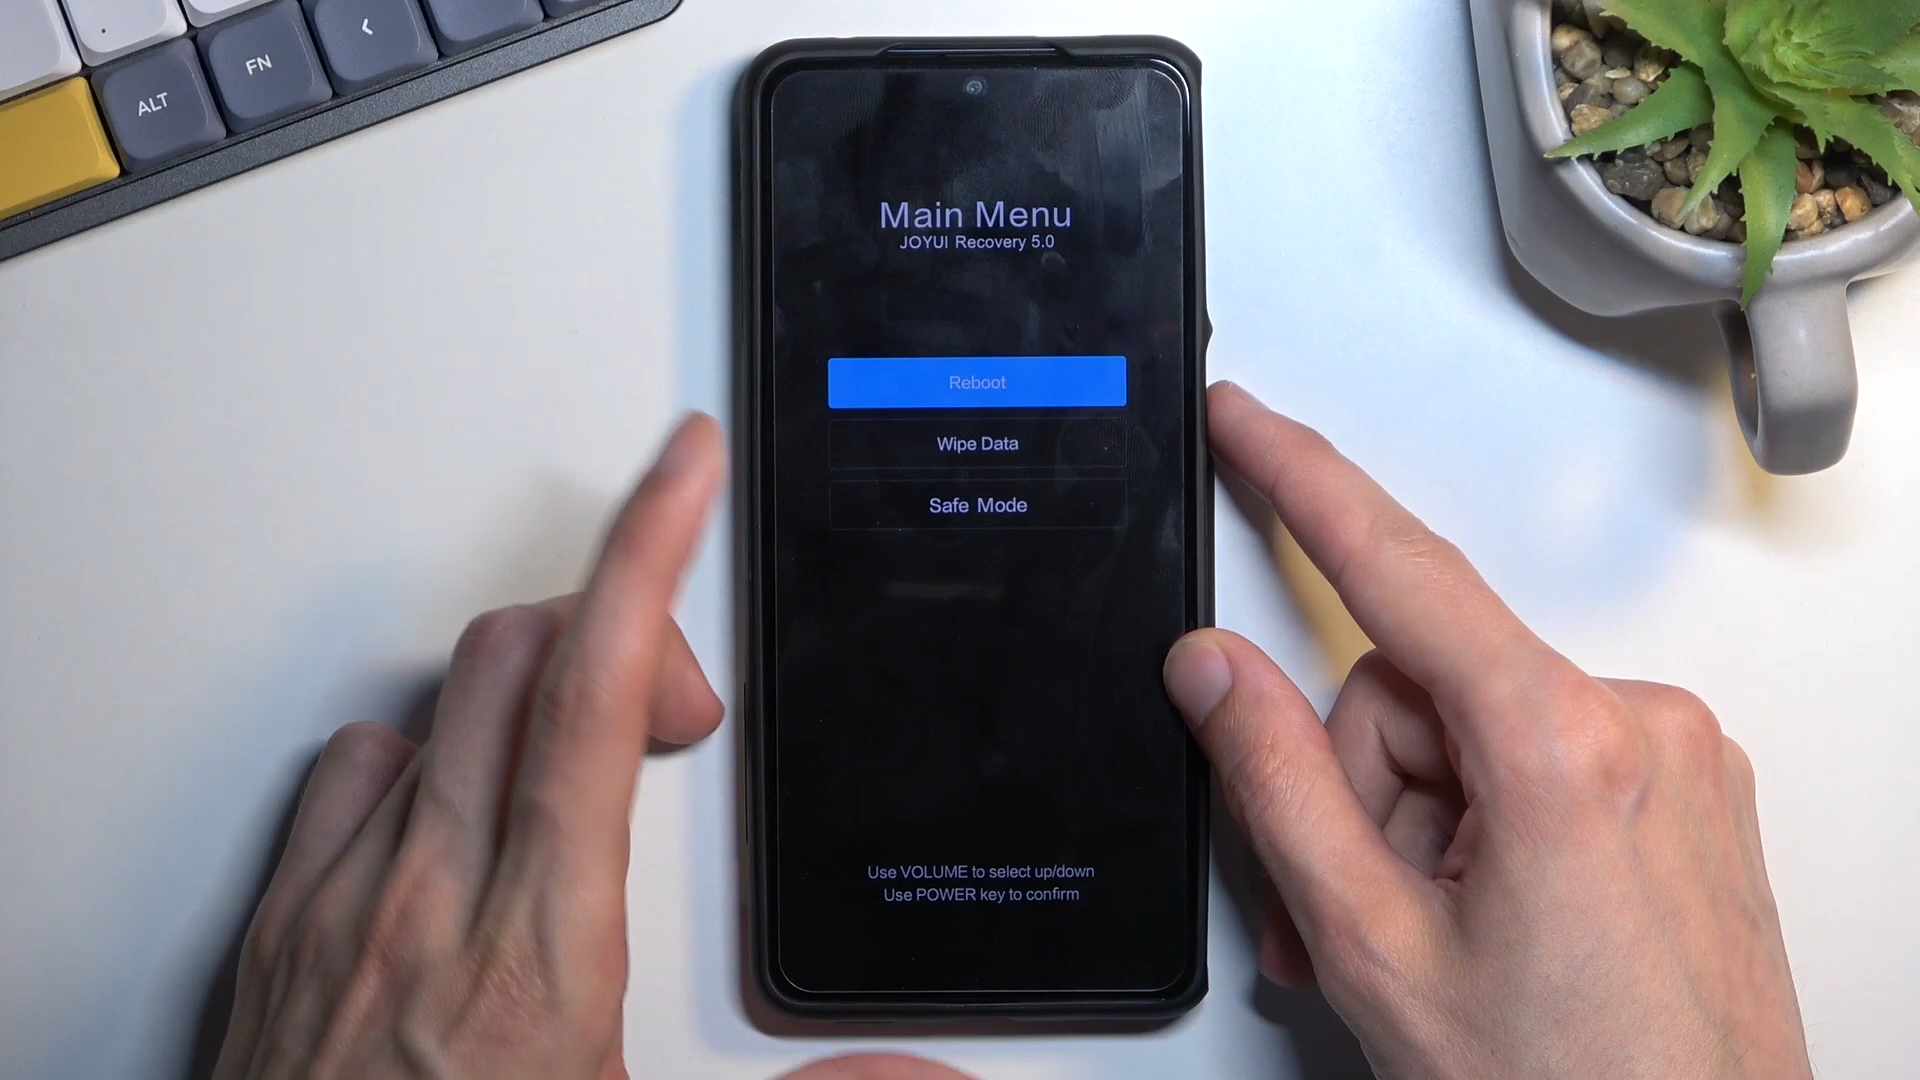 ALT
FN
<
Main Menu
JOYUI Recovery 5.0
Reboot
Wipe Data
Safe Mode
Use VOLUME to select up/down
Use POWER key to confirm